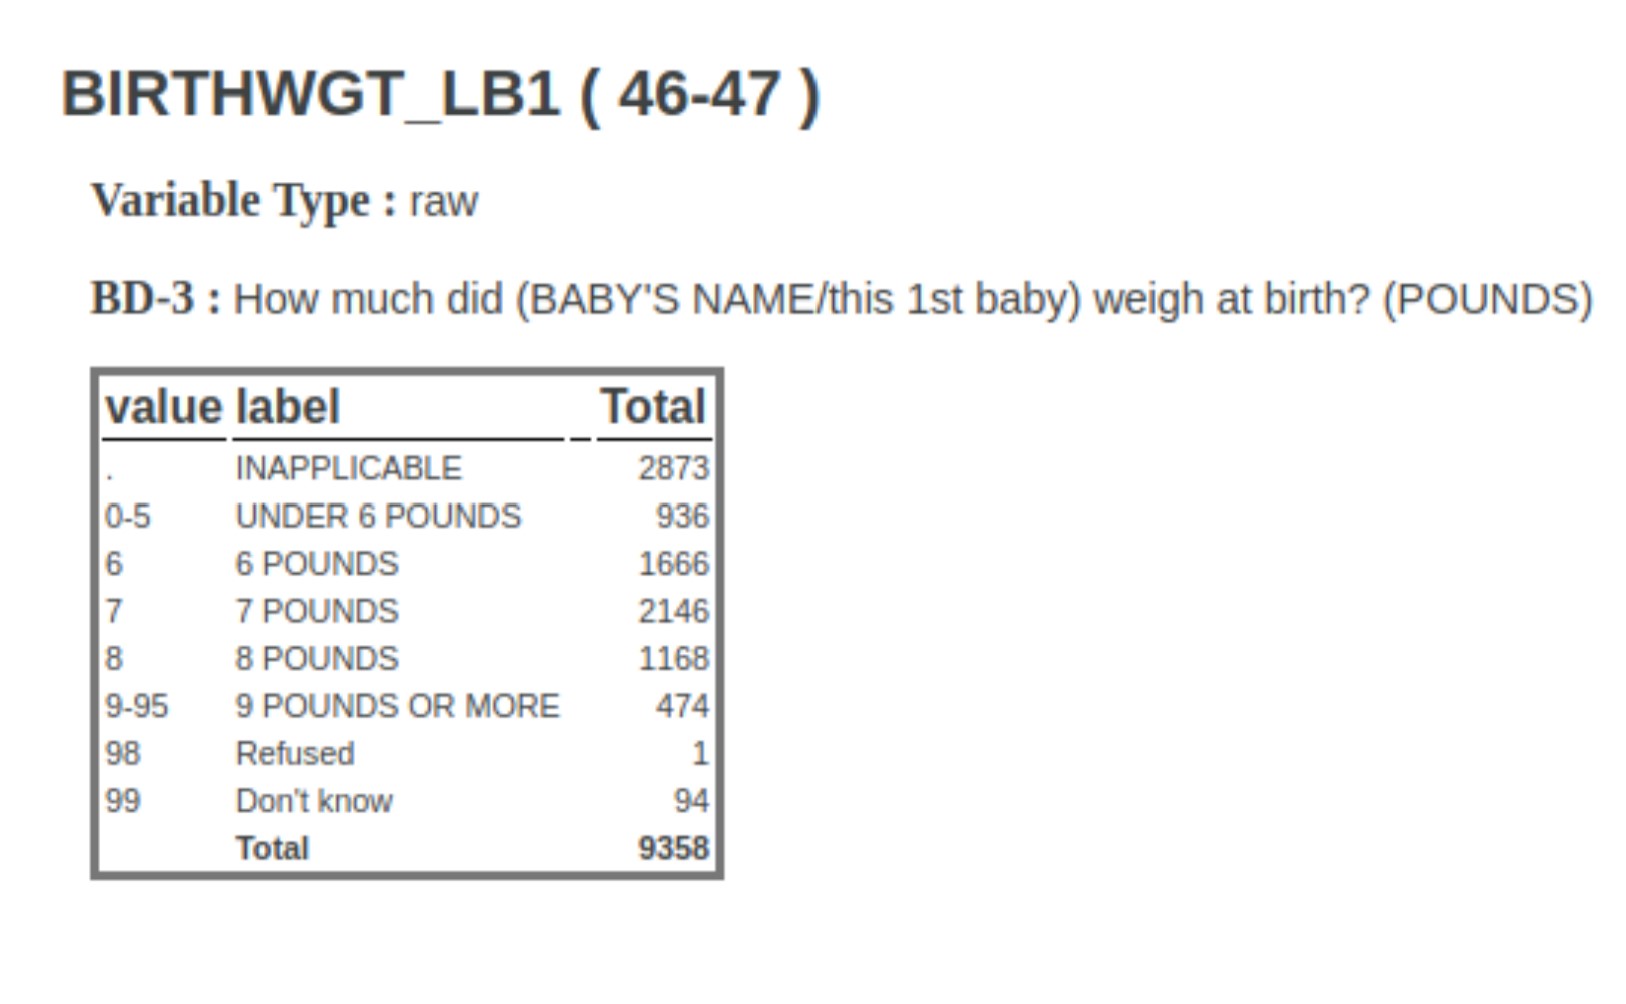 BIRTHWGT_LB1 ( 46-47 )
Variable Type : raw
BD-3 : How much did (BABY'S NAME/this 1st baby) weigh at birth? (POUNDS)
value label Total
. INAPPLICABLE 2873
0-5 UNDER 6 POUNDS 936
6 6 POUNDS 1666
7 7 POUNDS 2146
8 8 POUNDS 1168
9-95 9 POUNDS OR MORE 474
98 Refused 1
99 Don't know 94
Total 9358